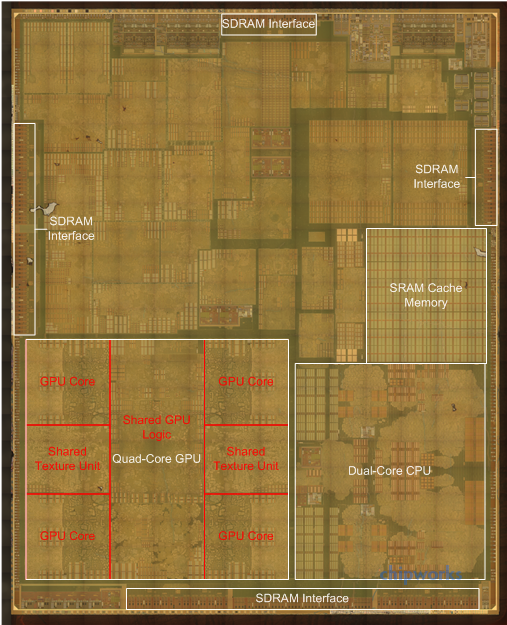 SDRAM Interface
SDRAM
Interface
SDRAM
Interface
SRAM Cache
Memory
GPU Core
GPU Core
Shared GPU
Logic
Shared
Texture Unit
Quad-Core GPU
Shared
Texture Unit
Dual-Core CPU
GPU Core
GPU Core
chipworks
SDRAM Interface